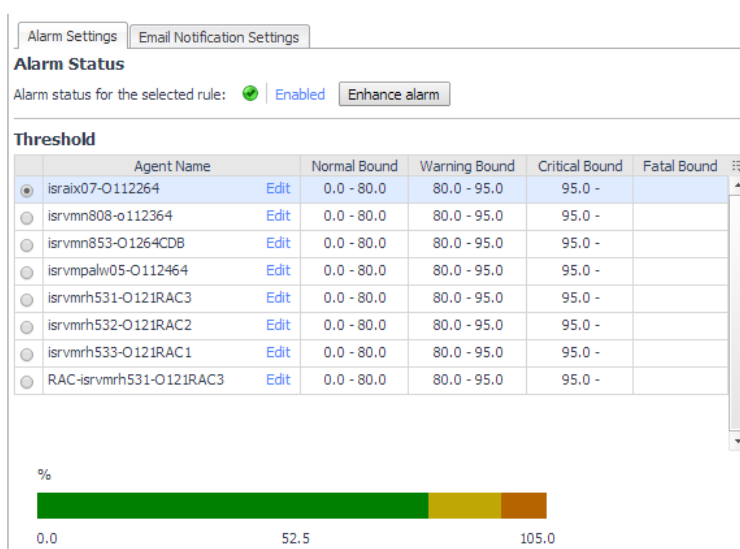 Alarm Settings Email Notification Settings
Alarm Status
Alarm status for the selected rule: Enabled Enhance alarm
Threshold
Agent Name Normal Bound Warning Bound Critical Bound Fatal Bound
israix07-O112264 Edit 0.0 - 80.0 80.0 - 95.0 95.0 -
isrvmn808-o112364 Edit 0.0 - 80.0 80.0 - 95.0 95.0 -
isrvmn853-O1264CDB Edit 0.0 - 80.0 80.0 - 95.0 95.0 -
isrvmpalw05-O112464 Edit 0.0 - 80.0 80.0 - 95.0 95.0 -
isrvmrh531-O121RAC3 Edit 0.0 - 80.0 80.0 - 95.0 95.0 -
isrvmrh532-O121RAC2 Edit 0.0 - 80.0 80.0 - 95.0 95.0 -
isrvmrh533-O121RAC1 Edit 0.0 - 80.0 80.0 - 95.0 95.0 -
RAC-isrvmrh531-O121RAC3 Edit 0.0 - 80.0 80.0 - 95.0 95.0 -
%
0.0 52.5 105.0